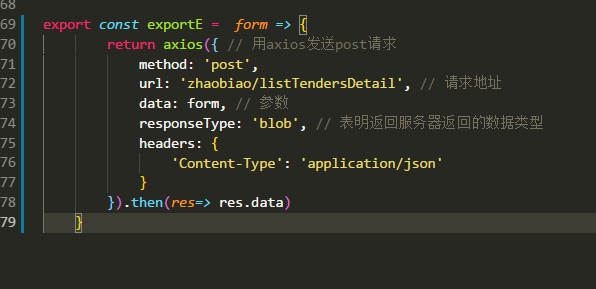 68
69 export const exportE =  form => {
70 return axios({ // 用axios发送post请求
71 method: 'post',
72 url: 'zhaobiao/listTendersDetail', // 请求地址
73 data: form, // 参数
74 responseType: 'blob', // 表明返回服务器返回的数据类型
75 headers: {
76 'Content-Type': 'application/json'
77 }
78 }).then(res=> res.data)
79 }